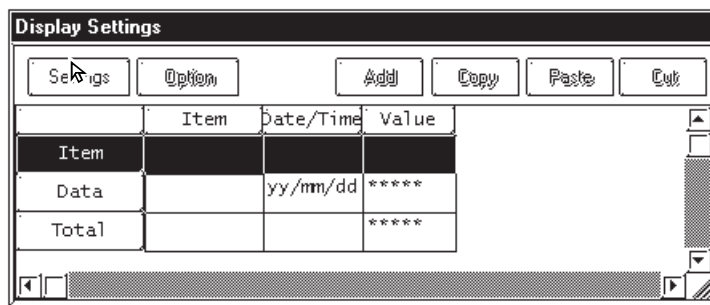 Display Settings
Settings Option Add Copy Paste Cut
Item Date/Time Value
Item
Data yy/mm/dd *****
Total *****